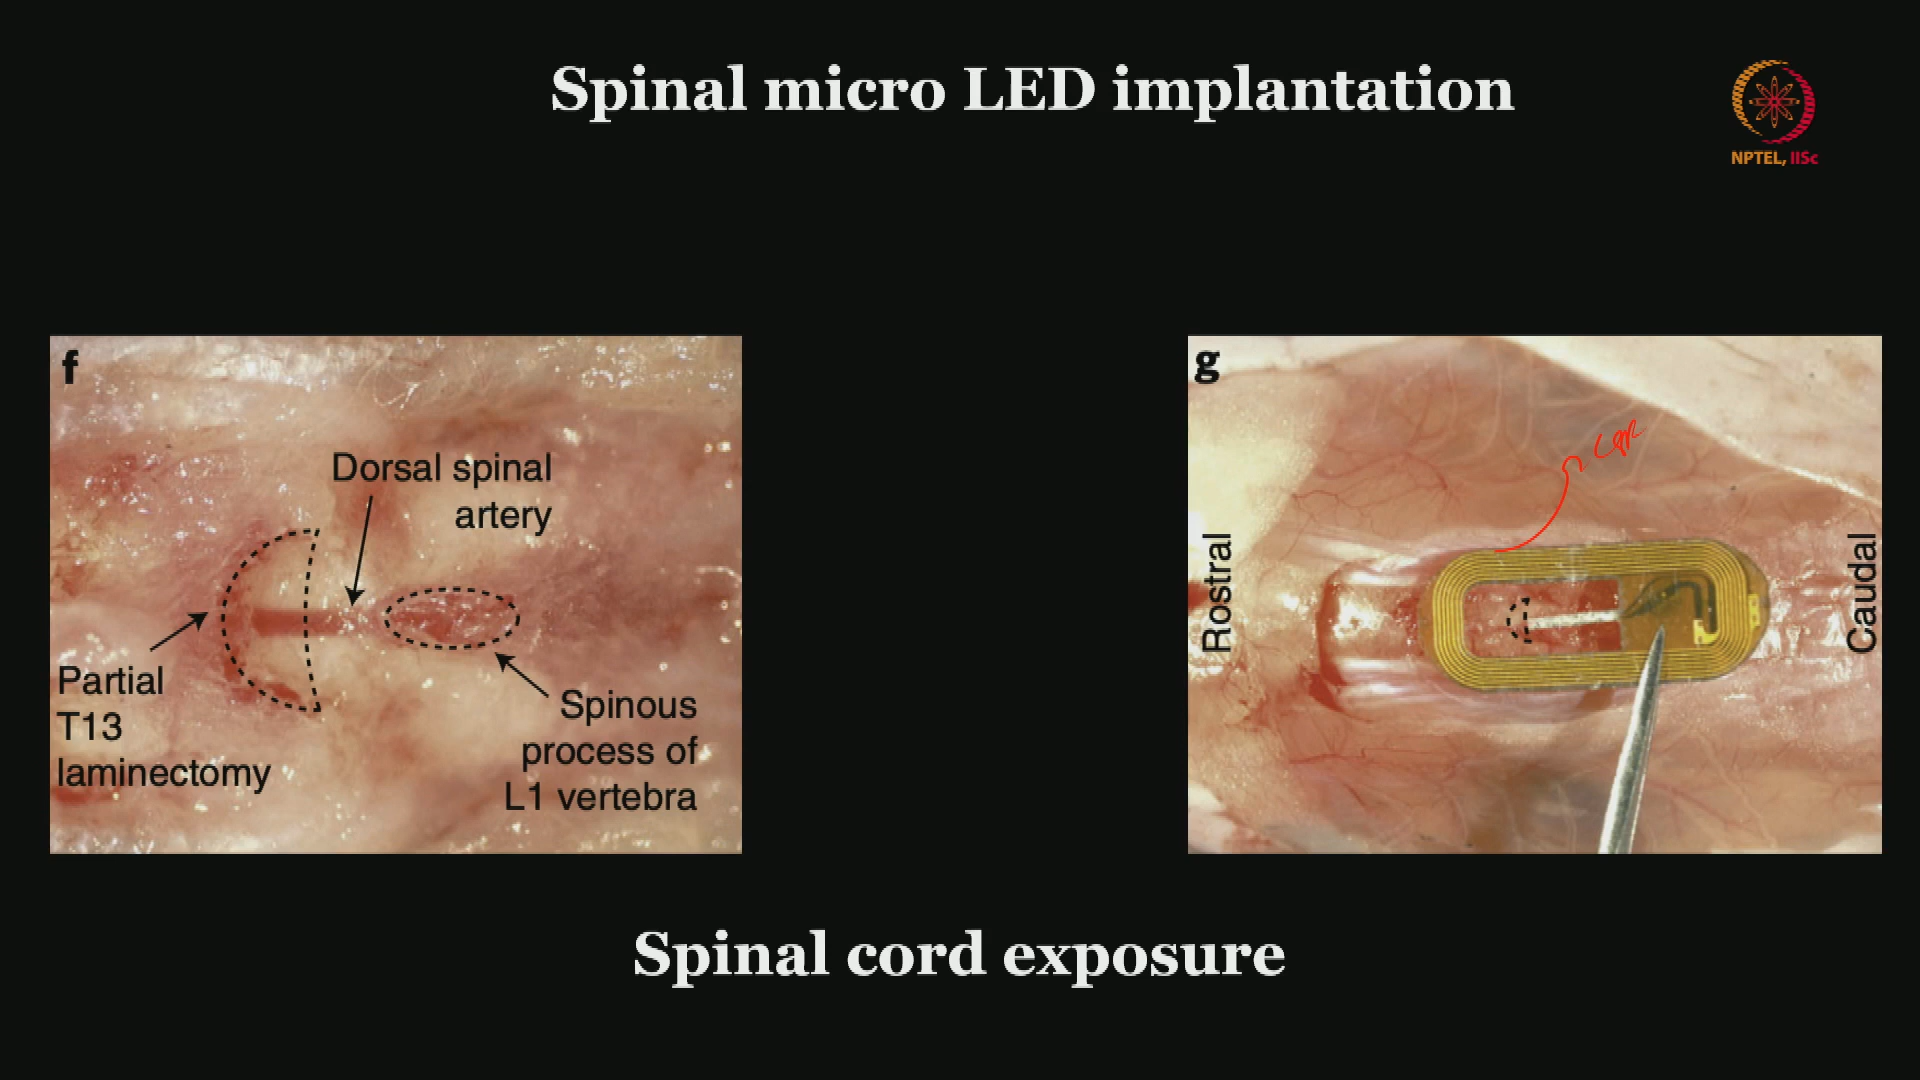 Spinal micro LED implantation
NPTEL, IISc
f
Dorsal spinal
artery
Partial
T13
laminectomy
Spinous
process of
L1 vertebra
g
Rostral
Caudal
Spinal cord exposure